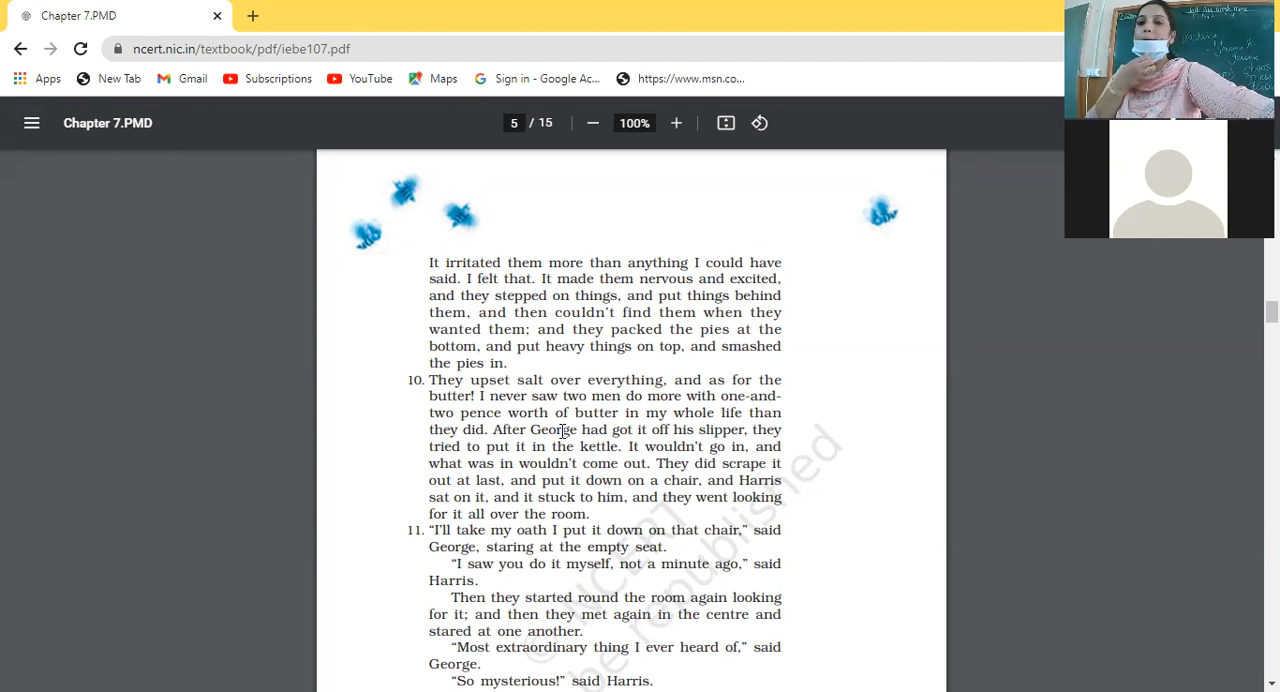 Chapter 7.PMD
ncert.nic.in/textbook/pdf/iebe107.pdf
Apps New Tab Gmail Subscriptions YouTube Maps Sign in - Google Ac... https://www.msn.co...
Chapter 7.PMD 5 / 15 100%
It irritated them more than anything I could have
said. I felt that. It made them nervous and excited,
and they stepped on things, and put things behind
them, and then couldn't find them when they
wanted them; and they packed the pies at the
bottom, and put heavy things on top, and smashed
the pies in.
10. They upset salt over everything, and as for the
butter! I never saw two men do more with one-and-
two pence worth of butter in my whole life than
they did. After George had got it off his slipper, they
tried to put it in the kettle. It wouldn't go in, and
what was in wouldn't come out. They did scrape it
out at last, and put it down on a chair, and Harris
sat on it, and it stuck to him, and they went looking
for it all over the room.
11. “I'll take my oath I put it down on that chair,” said
George, staring at the empty seat.
“I saw you do it myself, not a minute ago,” said
Harris.
Then they started round the room again looking
for it; and then they met again in the centre and
stared at one another.
“Most extraordinary thing I ever heard of,” said
George.
“So mysterious!” said Harris.
© NCERT
be republished